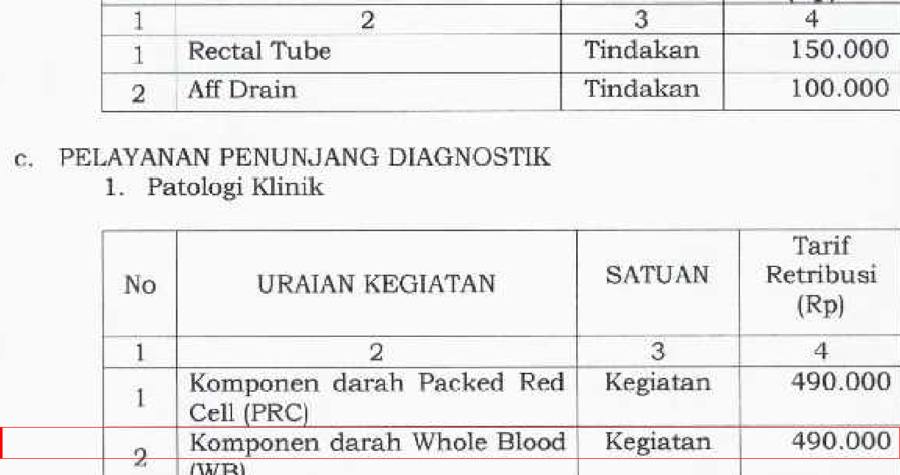 1 2 3 4
1 Rectal Tube Tindakan 150.000
2 Aff Drain Tindakan 100.000
c. PELAYANAN PENUNJANG DIAGNOSTIK
1. Patologi Klinik
No URAIAN KEGIATAN SATUAN Tarif
Retribusi
(Rp)
1 2 3 4
1 Komponen darah Packed Red Kegiatan 490.000
Cell (PRC)
2 Komponen darah Whole Blood Kegiatan 490.000
(WB)